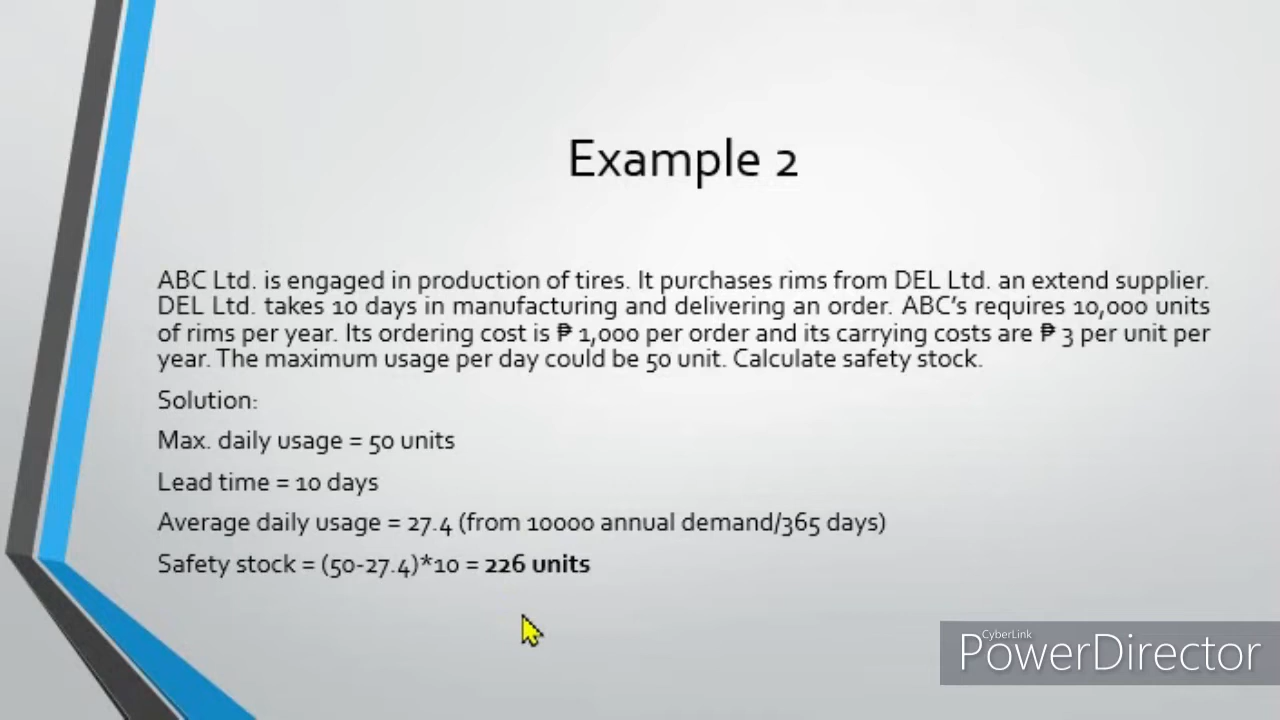 Example 2
ABC Ltd. is engaged in production of tires. It purchases rims from DEL Ltd. an extend supplier.
DEL Ltd. takes 10 days in manufacturing and delivering an order. ABC's requires 10,000 units
of rims per year. Its ordering cost is ₱ 1,000 per order and its carrying costs are ₱ 3 per unit per
year. The maximum usage per day could be 50 unit. Calculate safety stock.
Solution:
Max. daily usage = 50 units
Lead time = 10 days
Average daily usage = 27.4 (from 10000 annual demand/365 days)
Safety stock = (50-27.4)*10 = 226 units
CyberLink
PowerDirector